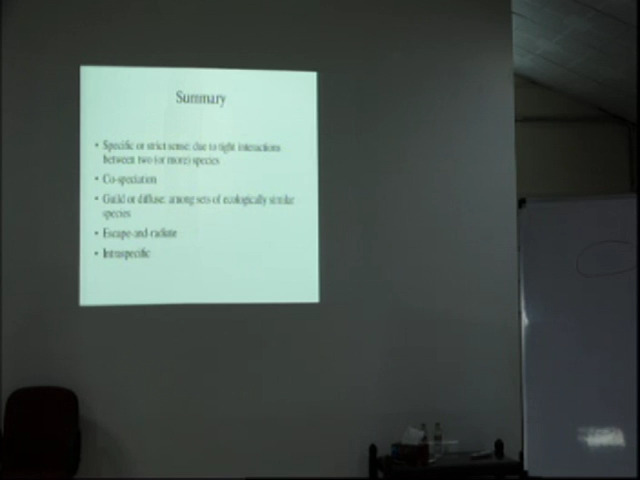 Summary
• Specific or strict sense: due to tight interactions
between two (or more) species
• Co-speciation
• Guild or diffuse: among sets of ecologically similar
species
• Escape-and-radiate
• Intraspecific